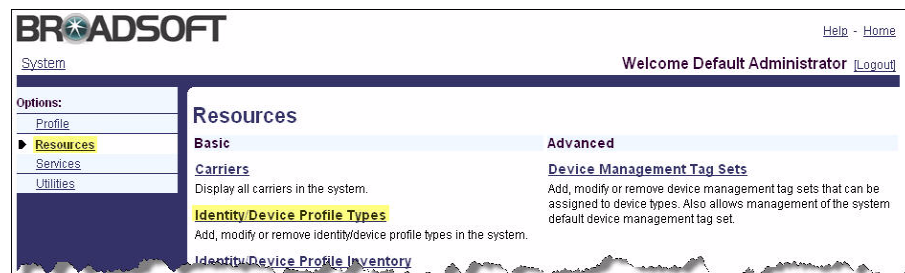 BROADSOFT
Help - Home
System
Welcome Default Administrator [Logout]
Options:
Profile
Resources
Services
Utilities
Resources
Basic
Carriers
Display all carriers in the system.
Identity/Device Profile Types
Add, modify or remove identity/device profile types in the system.
Identity/Device Profile Inventory
Advanced
Device Management Tag Sets
Add, modify or remove device management tag sets that can be
assigned to device types. Also allows management of the system
default device management tag set.